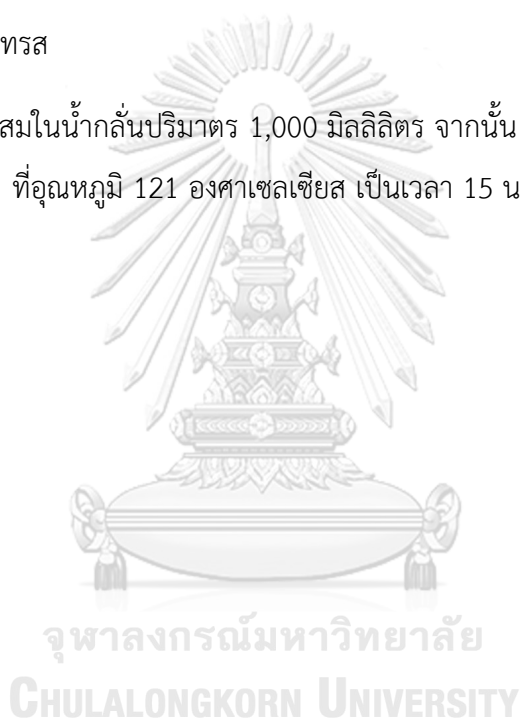 ทรส
สมในน้ำกลั่นปริมาตร 1,000 มิลลิลิตร จากนั้น
ที่อุณหภูมิ 121 องศาเซลเซียส เป็นเวลา 15 น
จุฬาลงกรณ์มหาวิทยาลัย
CHULALONGKORN UNIVERSITY